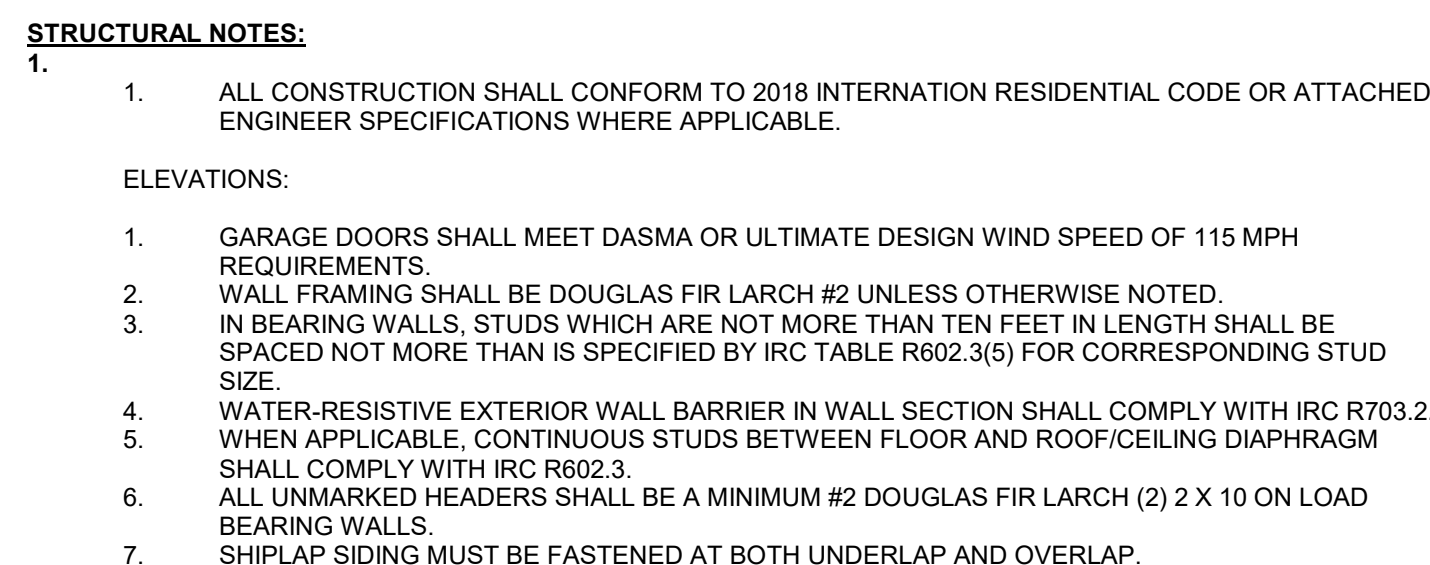 STRUCTURAL NOTES:
1.
1. ALL CONSTRUCTION SHALL CONFORM TO 2018 INTERNATION RESIDENTIAL CODE OR ATTACHED
ENGINEER SPECIFICATIONS WHERE APPLICABLE.
ELEVATIONS:
1. GARAGE DOORS SHALL MEET DASMA OR ULTIMATE DESIGN WIND SPEED OF 115 MPH
REQUIREMENTS.
2. WALL FRAMING SHALL BE DOUGLAS FIR LARCH #2 UNLESS OTHERWISE NOTED.
3. IN BEARING WALLS, STUDS WHICH ARE NOT MORE THAN TEN FEET IN LENGTH SHALL BE
SPACED NOT MORE THAN IS SPECIFIED BY IRC TABLE R602.3(5) FOR CORRESPONDING STUD
SIZE.
4. WATER-RESISTIVE EXTERIOR WALL BARRIER IN WALL SECTION SHALL COMPLY WITH IRC R703.2.
5. WHEN APPLICABLE, CONTINUOUS STUDS BETWEEN FLOOR AND ROOF/CEILING DIAPHRAGM
SHALL COMPLY WITH IRC R602.3.
6. ALL UNMARKED HEADERS SHALL BE A MINIMUM #2 DOUGLAS FIR LARCH (2) 2 X 10 ON LOAD
BEARING WALLS.
7. SHIPLAP SIDING MUST BE FASTENED AT BOTH UNDERLAP AND OVERLAP.